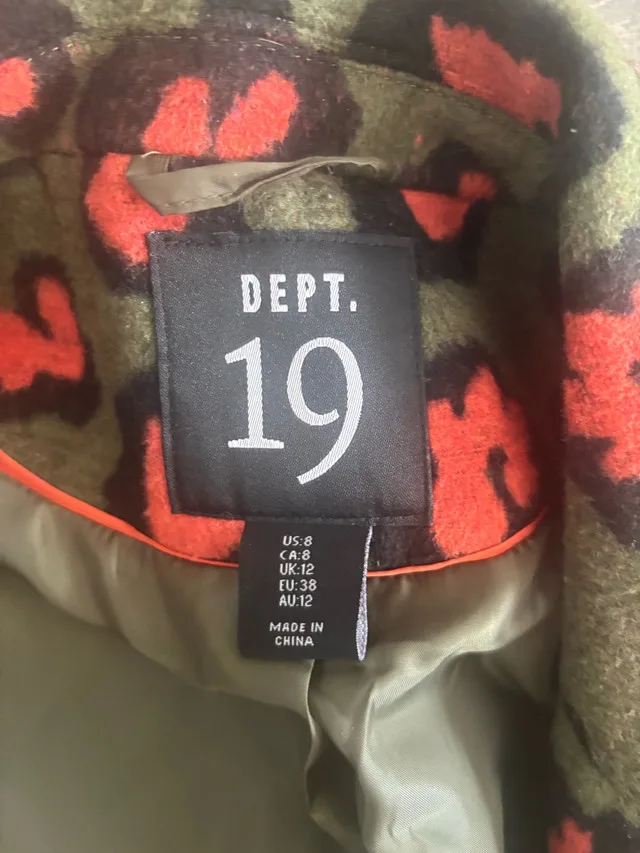 DEPT.
19
US:8
CA:8
UK:12
EU:38
AU:12
MADE IN
CHINA